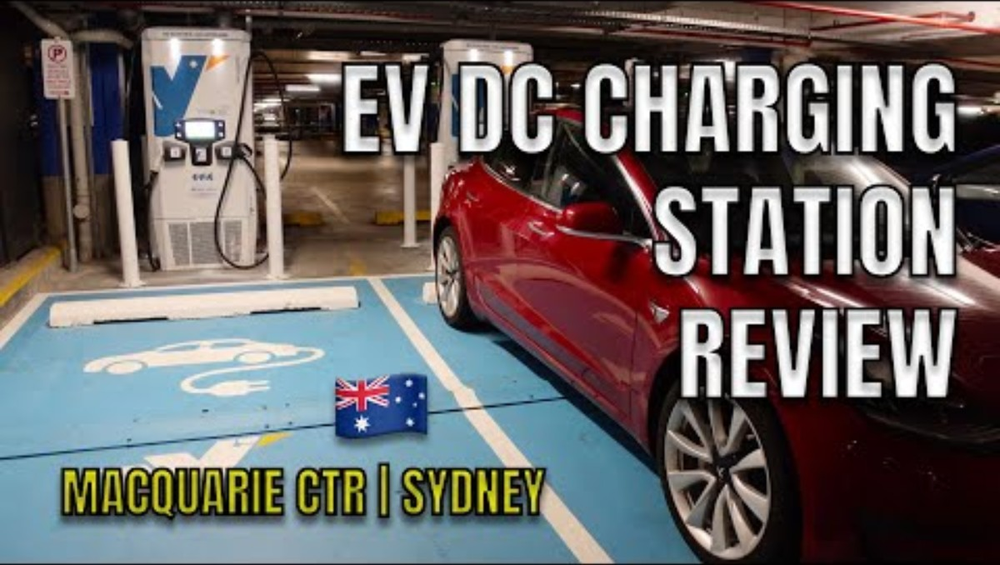 EV DC CHARGING
STATION
REVIEW
MACQUARIE CTR | SYDNEY